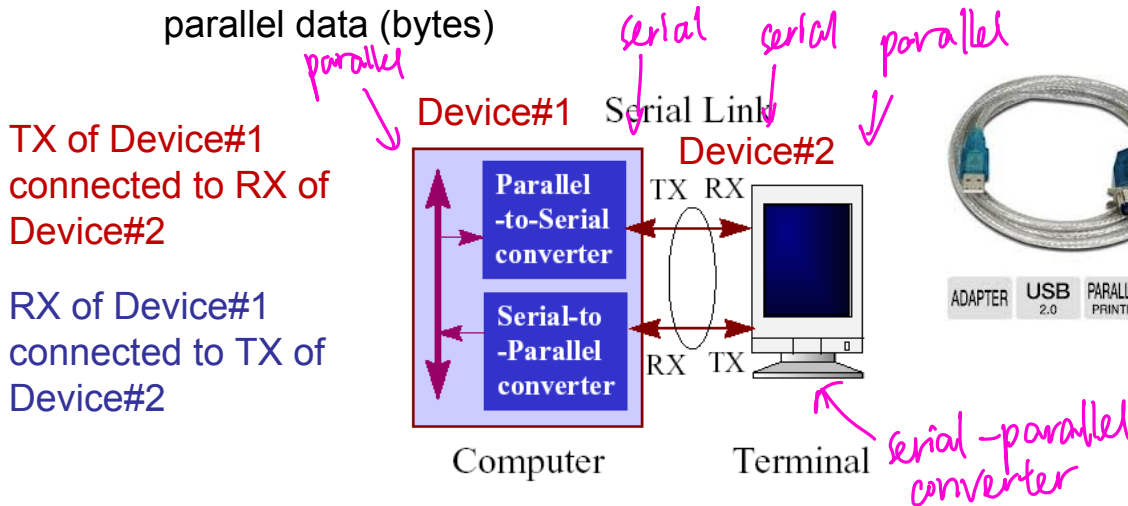 parallel data (bytes)
parallel
serial
serial
parallel
Device#1
Serial Link
Device#2
TX of Device#1
connected to RX of
Device#2
RX of Device#1
connected to TX of
Device#2
Parallel
-to-Serial
converter
Serial-to
-Parallel
converter
TX RX
RX TX
Computer
Terminal
serial-parallel
converter
ADAPTER
USB
2.0